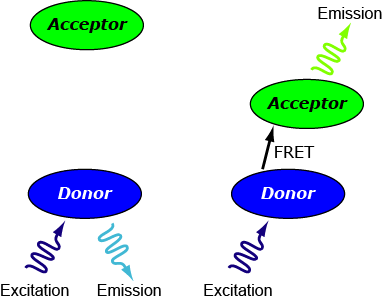 Acceptor
Donor
Excitation
Emission
Emission
Acceptor
FRET
Donor
Excitation